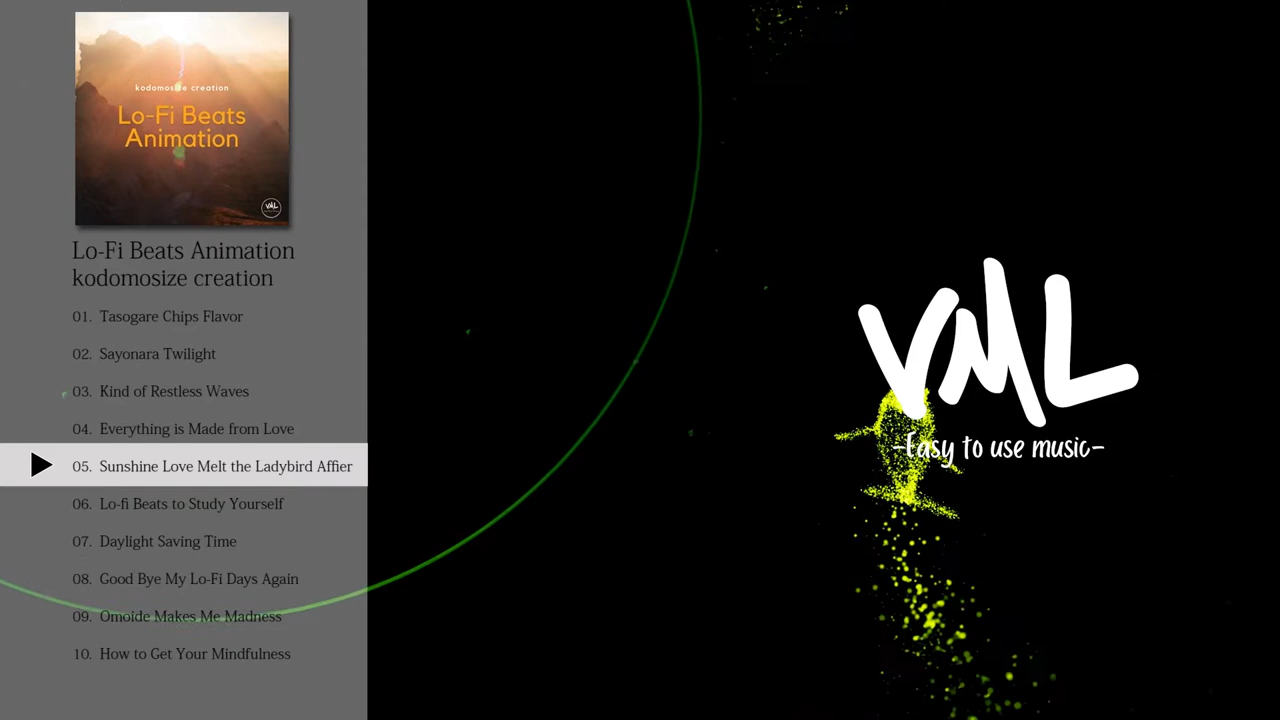 kodomosize creation
Lo-Fi Beats
Animation
VML
Lo-Fi Beats Animation
kodomosize creation
01. Tasogare Chips Flavor
02. Sayonara Twilight
03. Kind of Restless Waves
04. Everything is Made from Love
05. Sunshine Love Melt the Ladybird Affier
06. Lo-fi Beats to Study Yourself
07. Daylight Saving Time
08. Good Bye My Lo-Fi Days Again
09. Omoide Makes Me Madness
10. How to Get Your Mindfulness
VML
-Easy to use music-